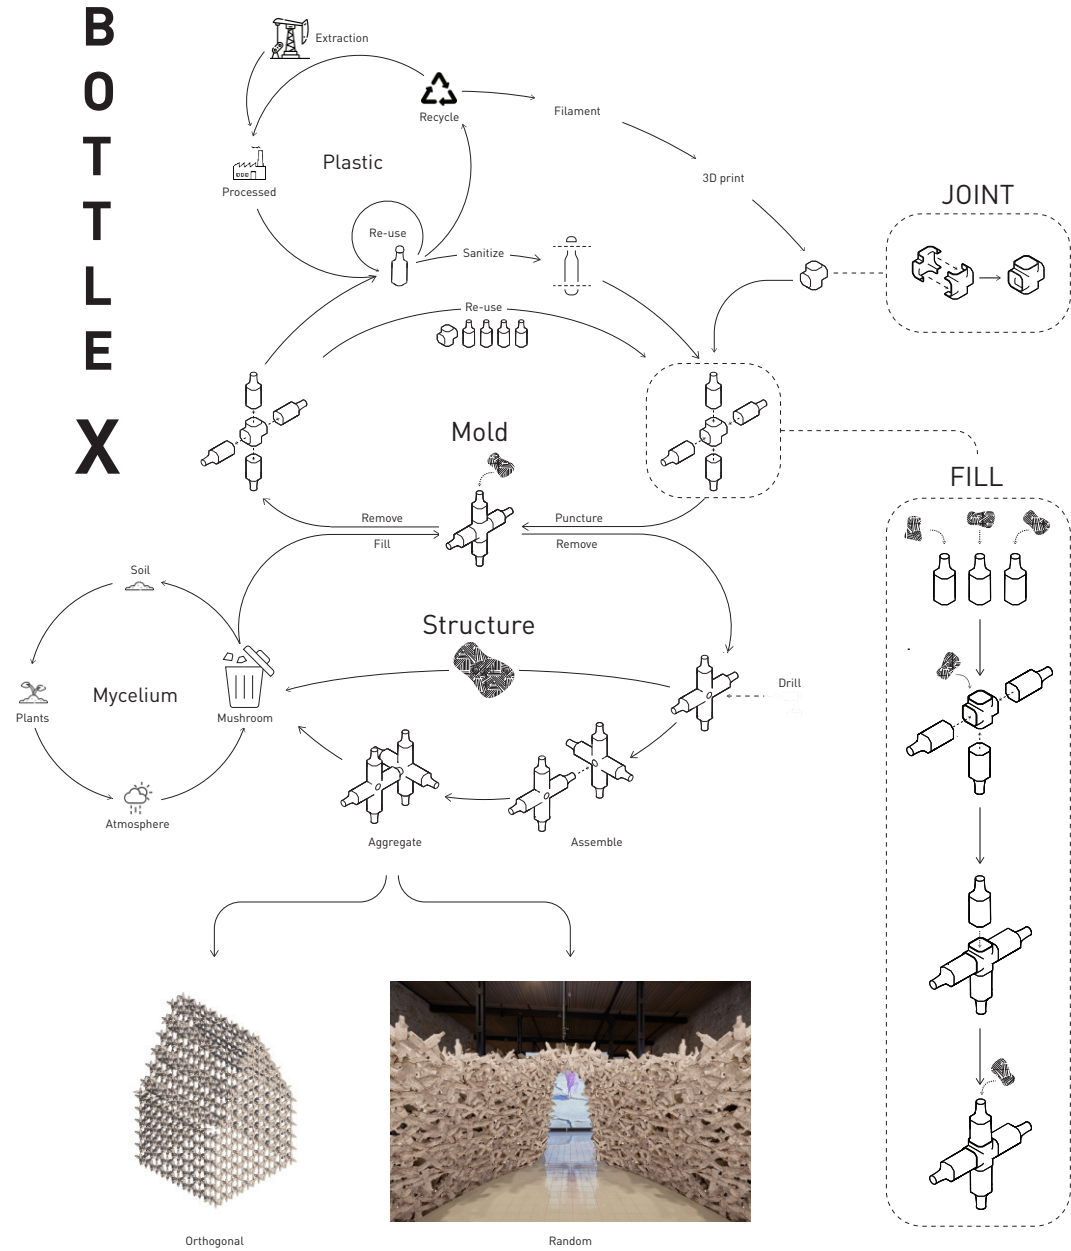 BOTTLE
X
Extraction
Recycle
Filament
Plastic
Processed
3D print
JOINT
Re-use
Sanitize
Re-use
Mold
FILL
Remove
Puncture
Fill
Remove
Soil
Structure
Drill
Mycelium
Plants
Mushroom
Atmosphere
Aggregate
Assemble
Orthogonal
Random